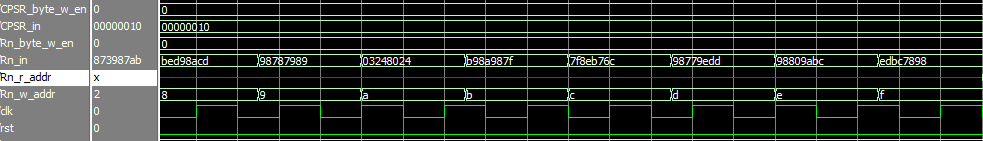 /CPSR_byte_w_en 0 0
/CPSR_in 00000010 00000010
/Rn_byte_w_en 0 0
/Rn_in 873987ab bed98acd 98787989 03248024 b98a987f 7f8eb76c 98779edd 98809abc edbc7898
/Rn_r_addr x
/Rn_w_addr 2 8 9 a b c d e f
/clk 0
/rst 0